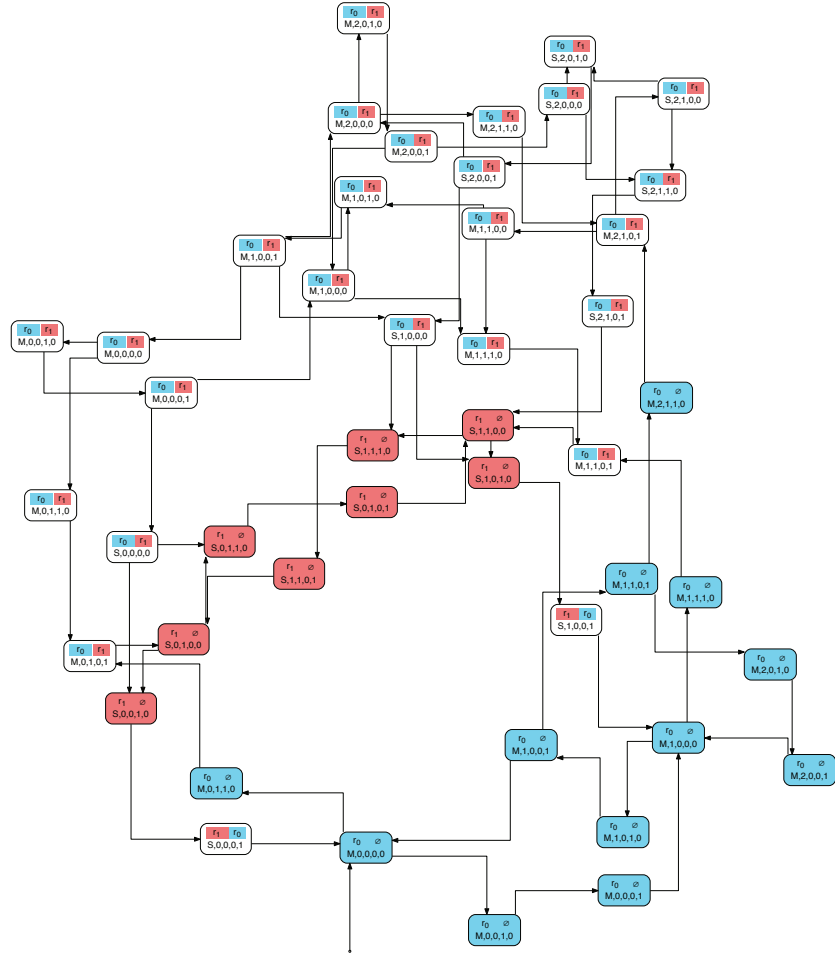 r0 r1
M,2,0,1,0
r0 r1
S,2,0,1,0
r0 r1
S,2,0,0,0
r0 r1
S,2,1,0,0
r0 r1
M,2,0,0,0
r0 r1
M,2,1,1,0
r0 r1
M,2,0,0,1
r0 r1
S,2,0,0,1
r0 r1
S,2,1,1,0
r0 r1
M,1,0,1,0
r0 r1
M,1,1,0,0
r0 r1
M,2,1,0,1
r0 r1
M,1,0,0,1
r0 r1
M,1,0,0,0
r0 r1
S,2,1,0,1
r0 r1
S,1,0,0,0
r0 r1
M,0,0,1,0
r0 r1
M,0,0,0,0
r0 r1
M,1,1,1,0
r0 r1
M,0,0,0,1
r0 ∅
M,2,1,1,0
r1 ∅
S,1,1,0,0
r1 ∅
S,1,1,1,0
r0 r1
M,1,1,0,1
r1 ∅
S,1,0,1,0
r1 ∅
S,0,1,0,1
r0 r1
M,0,1,1,0
r1 ∅
S,0,1,1,0
r0 r1
S,0,0,0,0
r1 ∅
S,1,1,0,1
r0 ∅
M,1,1,0,1
r0 ∅
M,1,1,1,0
r1 r0
S,1,0,0,1
r1 ∅
S,0,1,0,0
r0 r1
M,0,1,0,1
r0 ∅
M,2,0,1,0
r1 ∅
S,0,0,1,0
r0 ∅
M,1,0,0,0
r0 ∅
M,1,0,0,1
r0 ∅
M,2,0,0,1
r0 ∅
M,0,1,1,0
r0 ∅
M,1,0,1,0
r1 r0
S,0,0,0,1
r0 ∅
M,0,0,0,0
r0 ∅
M,0,0,0,1
r0 ∅
M,0,0,1,0